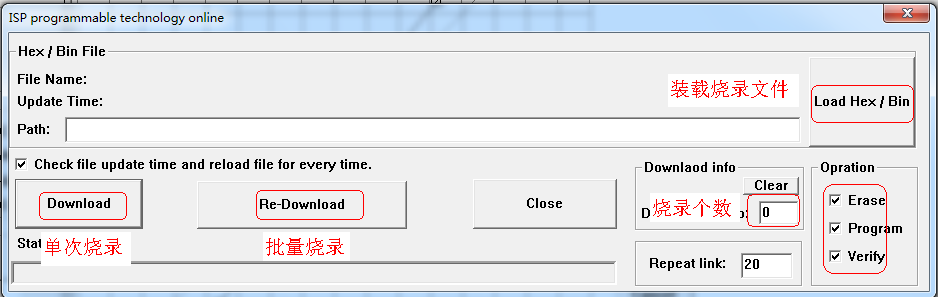 ISP programmable technology online
Hex / Bin File
File Name:
Update Time:
装载烧录文件
Load Hex / Bin
Path:
Check file update time and reload file for every time.
Downlaod info
Opration
Download
Re-Download
Close
Clear
烧录个数
0
Erase
Program
Verify
单次烧录
批量烧录
Repeat link:
20